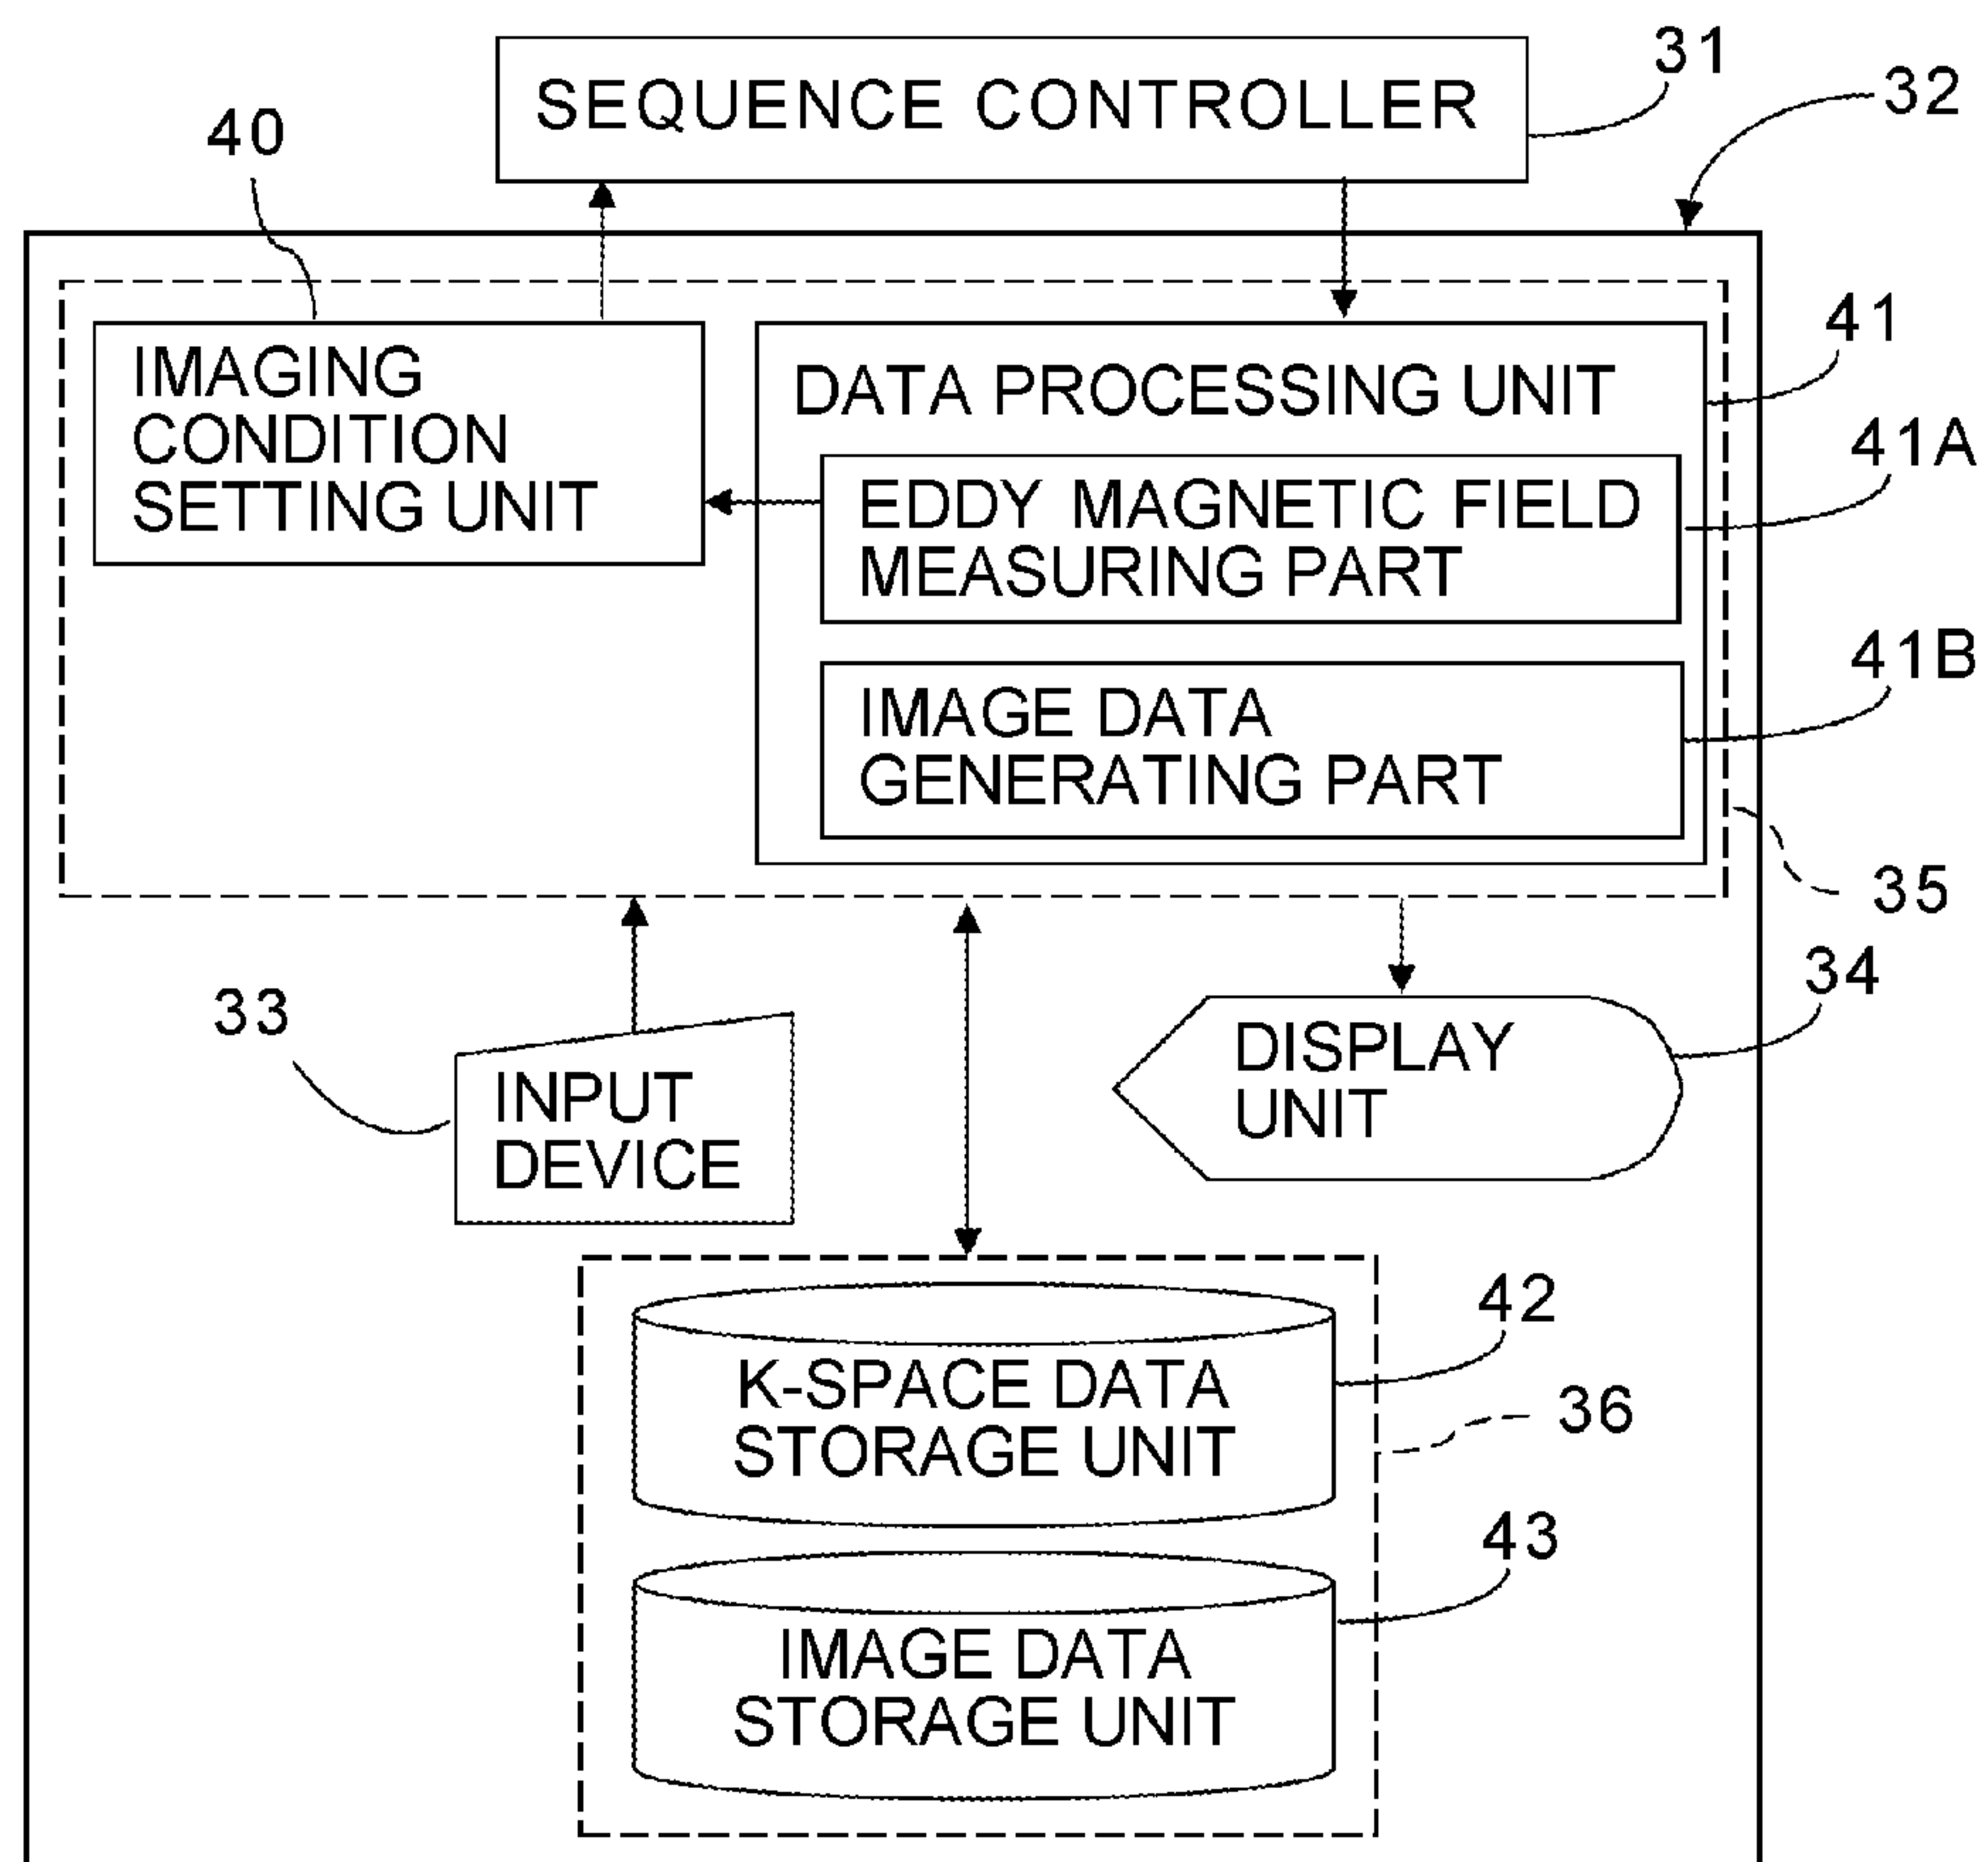 31
SEQUENCE CONTROLLER
32
40
IMAGING
CONDITION
SETTING UNIT
41
DATA PROCESSING UNIT
41A
EDDY MAGNETIC FIELD
MEASURING PART
41B
IMAGE DATA
GENERATING PART
35
34
33
DISPLAY
UNIT
INPUT
DEVICE
42
K-SPACE DATA
STORAGE UNIT
36
43
IMAGE DATA
STORAGE UNIT